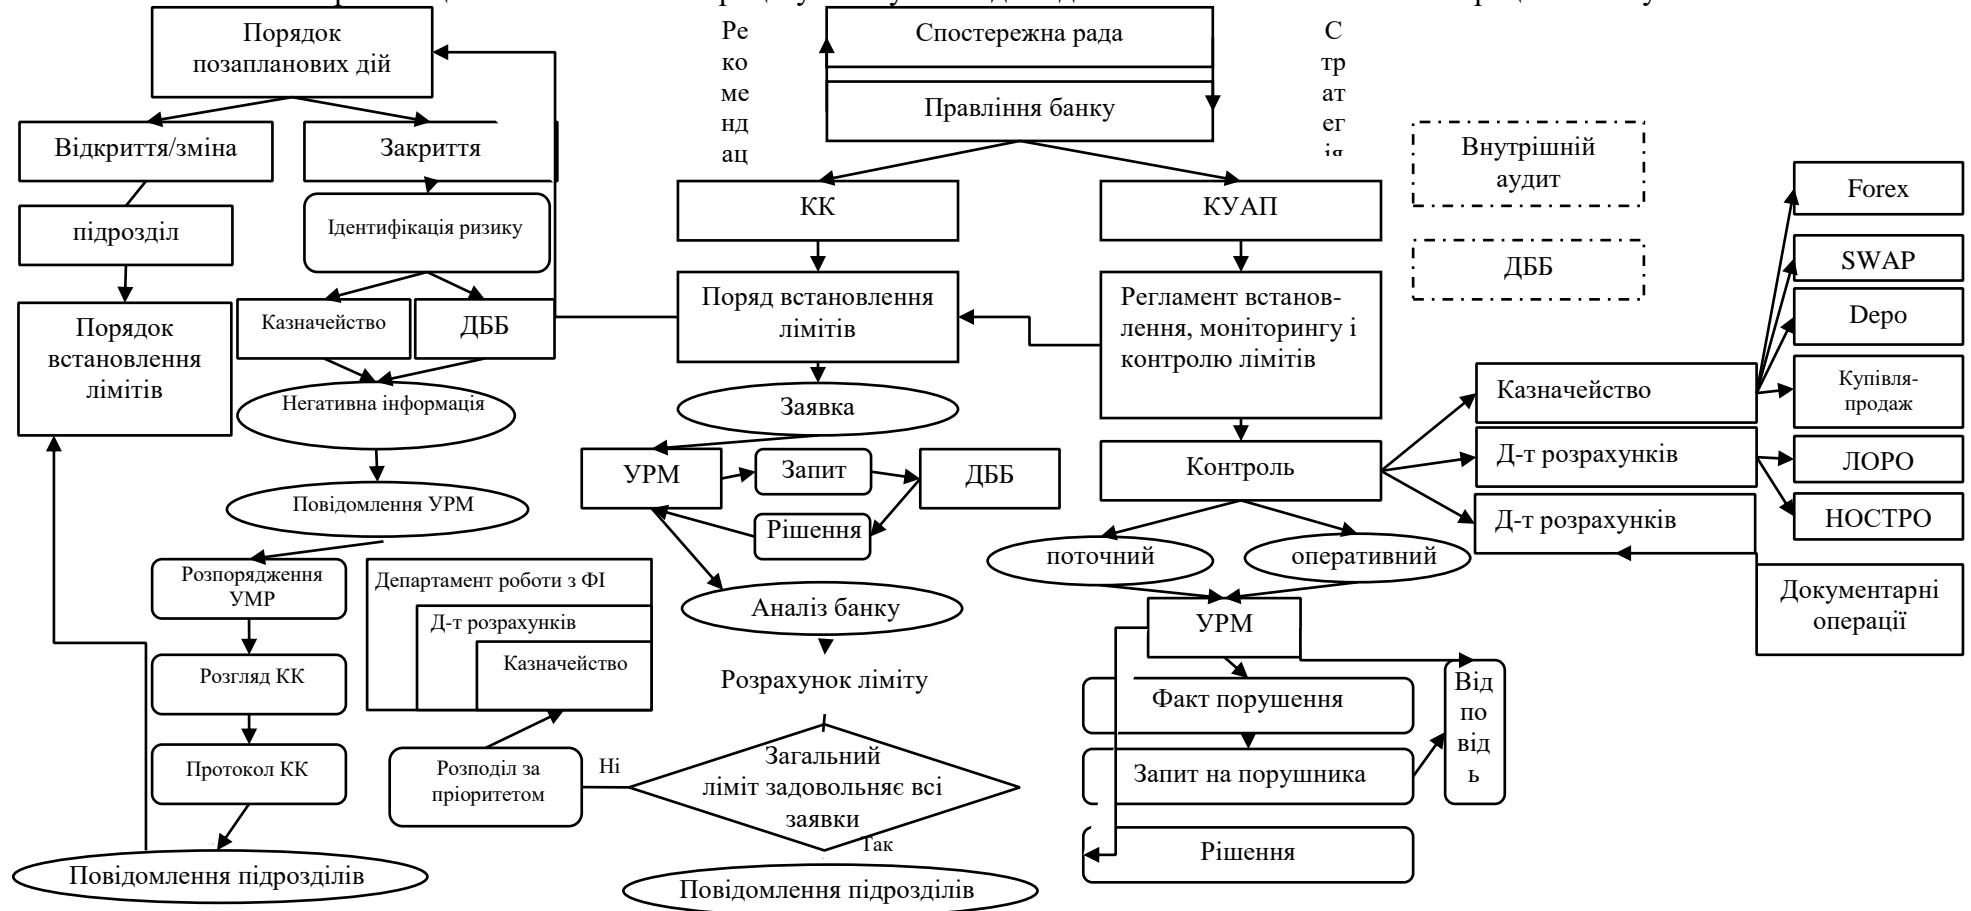 Порядок
позапланових дій
Ре
ко
ме
нд
ац
Спостережна рада
Правління банку
С
тр
ат
ег
ія
Відкриття/зміна
Закриття
Внутрішній
аудит
підрозділ
Ідентифікація ризику
КК
КУАП
ДББ
Forex
SWAP
Depo
Купівля-
продаж
ЛОРО
НОСТРО
Порядок
встановлення
лімітів
Казначейство
ДББ
Поряд встановлення
лімітів
Регламент встанов-
лення, моніторингу і
контролю лімітів
Казначейство
Д-т розрахунків
Д-т розрахунків
Документарні
операції
Негативна інформація
Заявка
Контроль
Повідомлення УРМ
УРМ
Запит
ДББ
Рішення
поточний
оперативний
Розпорядження
УМР
Департамент роботи з ФІ
Д-т розрахунків
Казначейство
Аналіз банку
УРМ
Розгляд КК
Розрахунок ліміту
Факт порушення
Від
по
від
ь
Протокол КК
Розподіл за
пріоритетом
Ні
Загальний
ліміт задовольняє всі
заявки
Так
Запит на порушника
Рішення
Повідомлення підрозділів
Повідомлення підрозділів